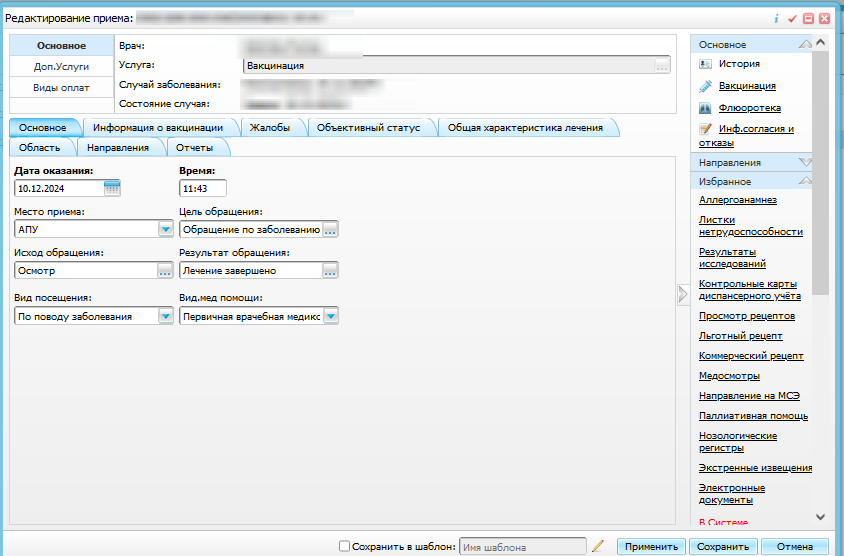 Редактирование приема:
Основное
Доп.Услуги
Виды оплат
Врач:
Услуга: Вакцинация ...
Случай заболевания:
Состояние случая:
Основное Информация о вакцинации Жалобы Объективный статус Общая характеристика лечения
Область Направления Отчеты
Дата оказания: Время:
10.12.2024 11:43
Место приема: Цель обращения:
АПУ Обращение по заболеванию ...
Исход обращения: Результат обращения:
Осмотр ... Лечение завершено ...
Вид посещения: Вид.мед помощи:
По поводу заболевания Первичная врачебная медикс
Основное
История
Вакцинация
Флюоротека
Инф.согласия и
отказы
Направления
Избранное
Аллергоанамнез
Листки
нетрудоспособности
Результаты
исследований
Контрольные карты
диспансерного учёта
Просмотр рецептов
Льготный рецепт
Коммерческий рецепт
Медосмотры
Направление на МСЭ
Паллиативная помощь
Нозологические
регистры
Экстренные извещения
Электронные
документы
В Системе
Сохранить в шаблон: Имя шаблона Применить Сохранить Отмена